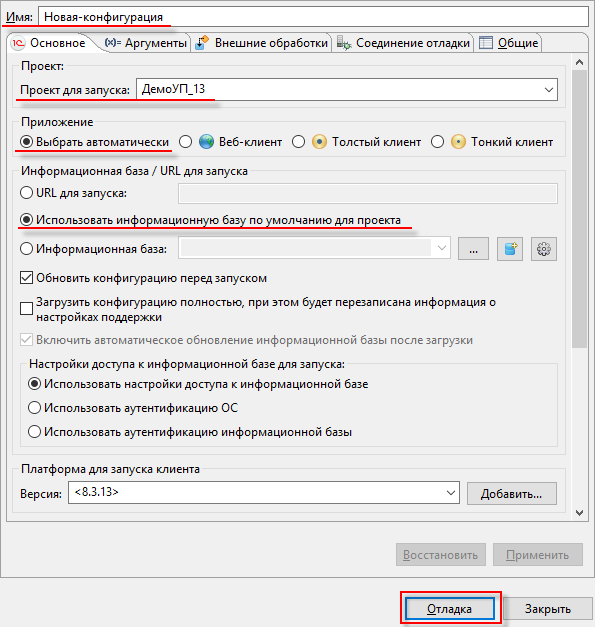 Имя: Новая-конфигурация
1С Основное (x)= Аргументы Внешние обработки Соединение отладки Общие
Проект:
Проект для запуска: ДемоУП_13
Приложение
Выбрать автоматически Веб-клиент Толстый клиент Тонкий клиент
Информационная база / URL для запуска
URL для запуска:
Использовать информационную базу по умолчанию для проекта
Информационная база: ...
Обновить конфигурацию перед запуском
Загрузить конфигурацию полностью, при этом будет перезаписана информация о
настройках поддержки
Включить автоматическое обновление информационной базы после загрузки
Настройки доступа к информационной базе для запуска:
Использовать настройки доступа к информационной базе
Использовать аутентификацию ОС
Использовать аутентификацию информационной базы
Платформа для запуска клиента
Версия: <8.3.13> Добавить...
Восстановить Применить
Отладка Закрыть